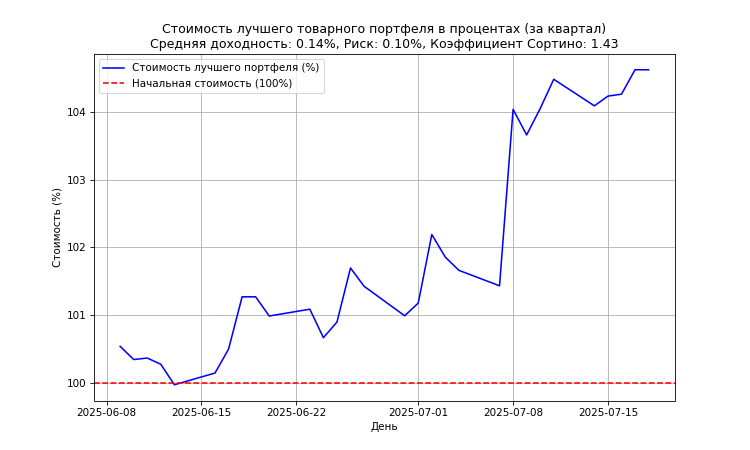 Стоимость лучшего товарного портфеля в процентах (за квартал)
Средняя доходность: 0.14%, Риск: 0.10%, Коэффициент Сортино: 1.43
Стоимость лучшего портфеля (%)
Начальная стоимость (100%)
Стоимость (%)
104
103
102
101
100
2025-06-08 2025-06-15 2025-06-22 2025-07-01 2025-07-08 2025-07-15
День